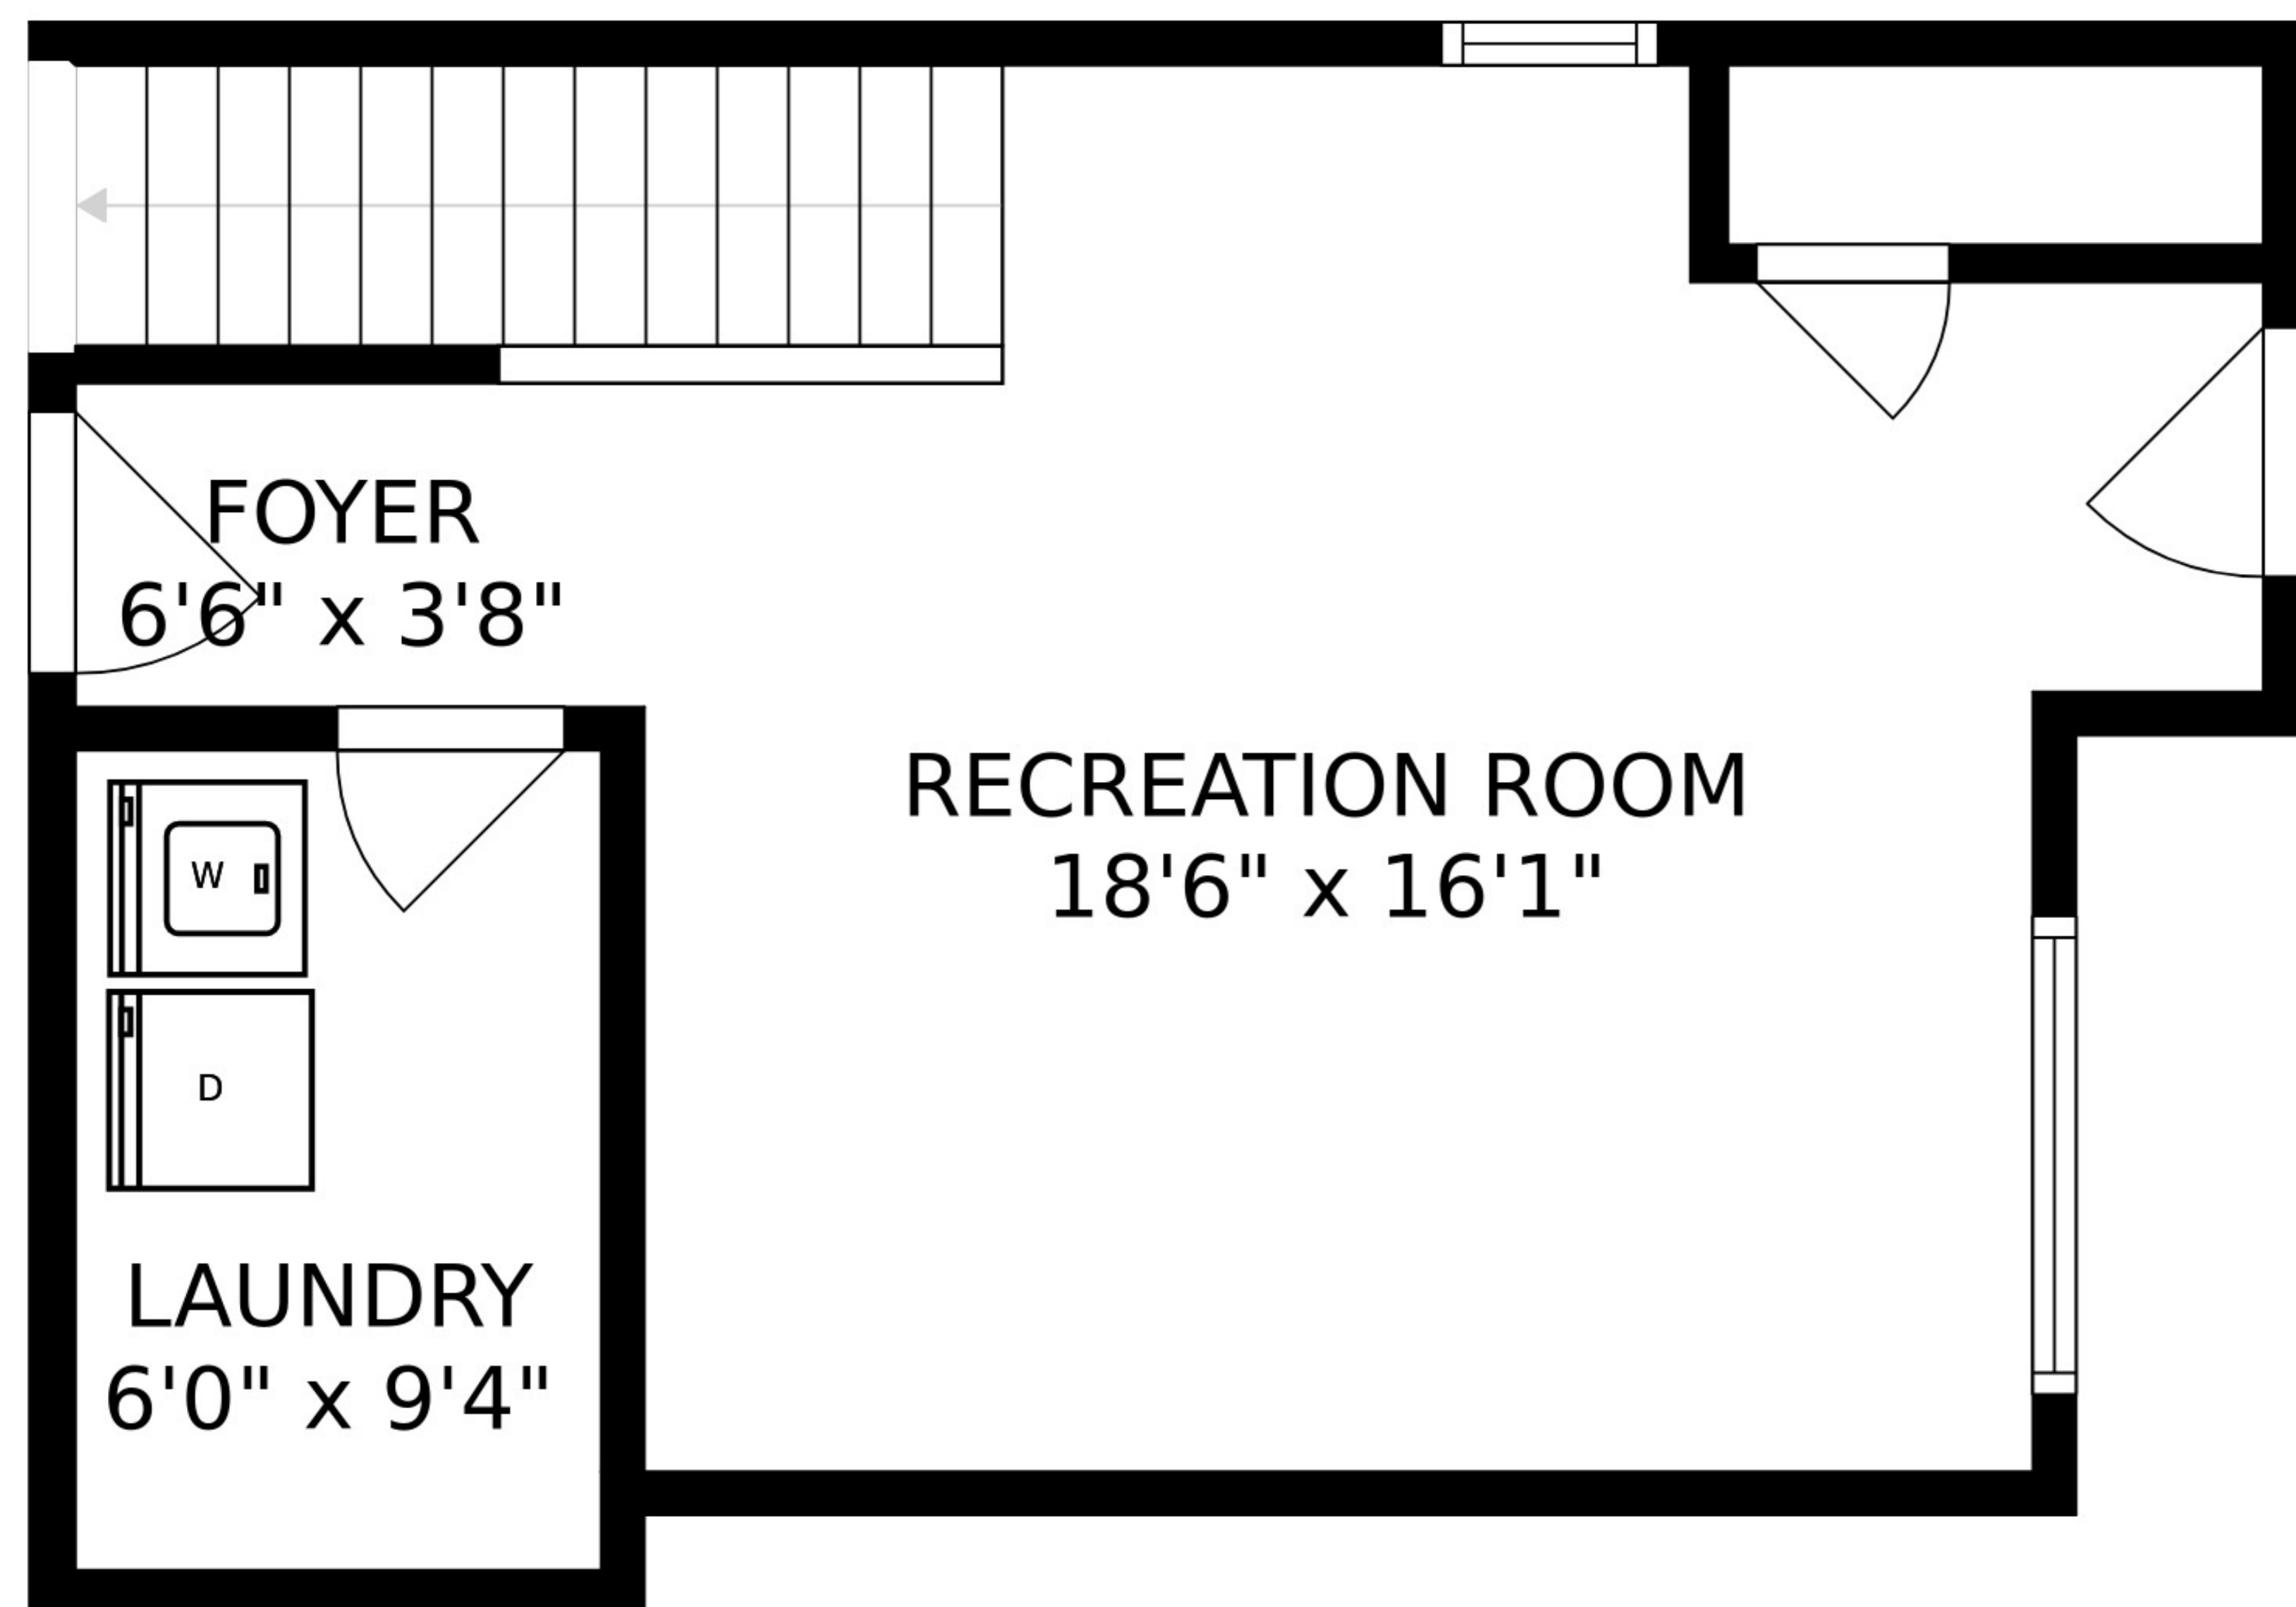 FOYER
6'6" x 3'8"
RECREATION ROOM
18'6" x 16'1"
W
D
LAUNDRY
6'0" x 9'4"